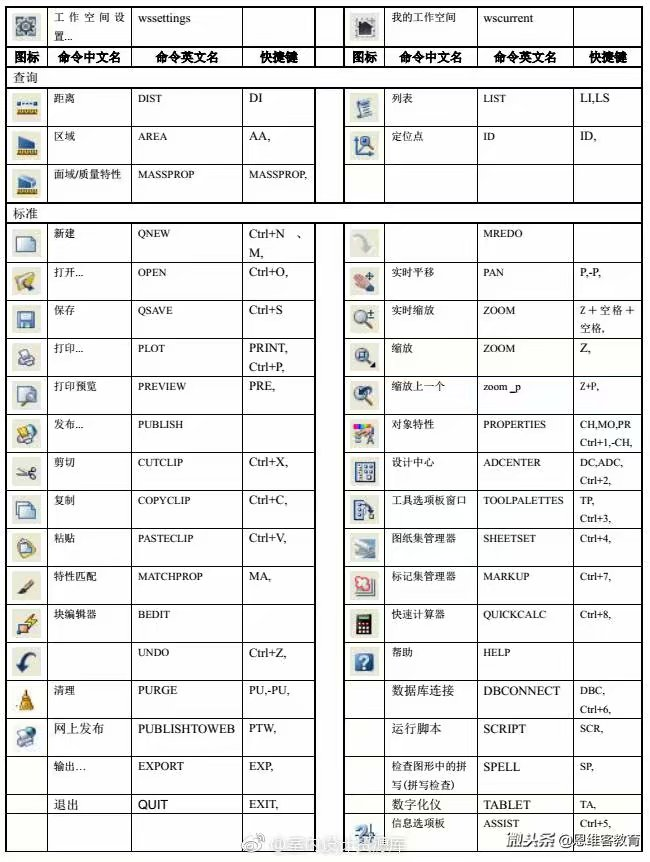 工作空间设 wssettings 我的工作空间 wscurrent
置...
图标 命令中文名 命令英文名 快捷键 图标 命令中文名 命令英文名 快捷键
查询
距离 DIST DI 列表 LIST LI,LS
区域 AREA AA, 定位点 ID ID,
面域/质量特性 MASSPROP MASSPROP,
标准
新建 QNEW Ctrl+N 、 MREDO
M,
打开... OPEN Ctrl+O, 实时平移 PAN P,-P,
保存 QSAVE Ctrl+S 实时缩放 ZOOM Z＋空格＋
空格,
打印... PLOT PRINT, 缩放 ZOOM Z,
Ctrl+P,
打印预览 PREVIEW PRE, 缩放上一个 zoom _p Z+P,
发布... PUBLISH 对象特性 PROPERTIES CH,MO,PR
Ctrl+1,-CH,
剪切 CUTCLIP Ctrl+X, 设计中心 ADCENTER DC,ADC,
Ctrl+2,
复制 COPYCLIP Ctrl+C, 工具选项板窗口 TOOLPALETTES TP,
Ctrl+3,
粘贴 PASTECLIP Ctrl+V, 图纸集管理器 SHEETSET Ctrl+4,
特性匹配 MATCHPROP MA, 标记集管理器 MARKUP Ctrl+7,
块编辑器 BEDIT 快速计算器 QUICKCALC Ctrl+8,
UNDO Ctrl+Z, 帮助 HELP
清理 PURGE PU,-PU, 数据库连接 DBCONNECT DBC,
Ctrl+6,
网上发布 PUBLISHTOWEB PTW, 运行脚本 SCRIPT SCR,
输出... EXPORT EXP, 检查图形中的拼 SPELL SP,
写(拼写检查)
退出 QUIT EXIT, 数字化仪 TABLET TA,
信息选项板 ASSIST Ctrl+5,
微头条 @恩维客教育